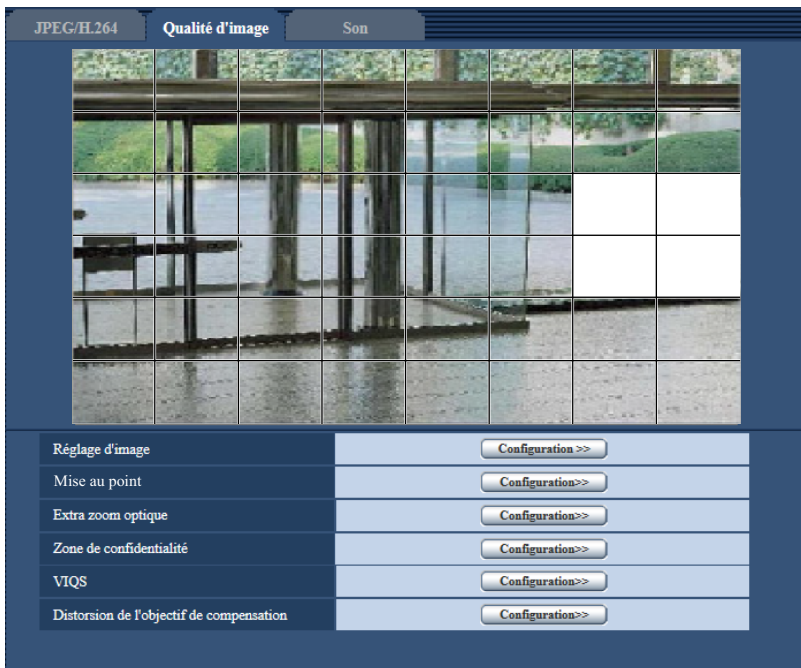 JPEG/H.264 Qualité d'image Son
Réglage d'image Configuration >>
Mise au point Configuration>>
Extra zoom optique Configuration>>
Zone de confidentialité Configuration>>
VIQS Configuration>>
Distorsion de l'objectif de compensation Configuration>>